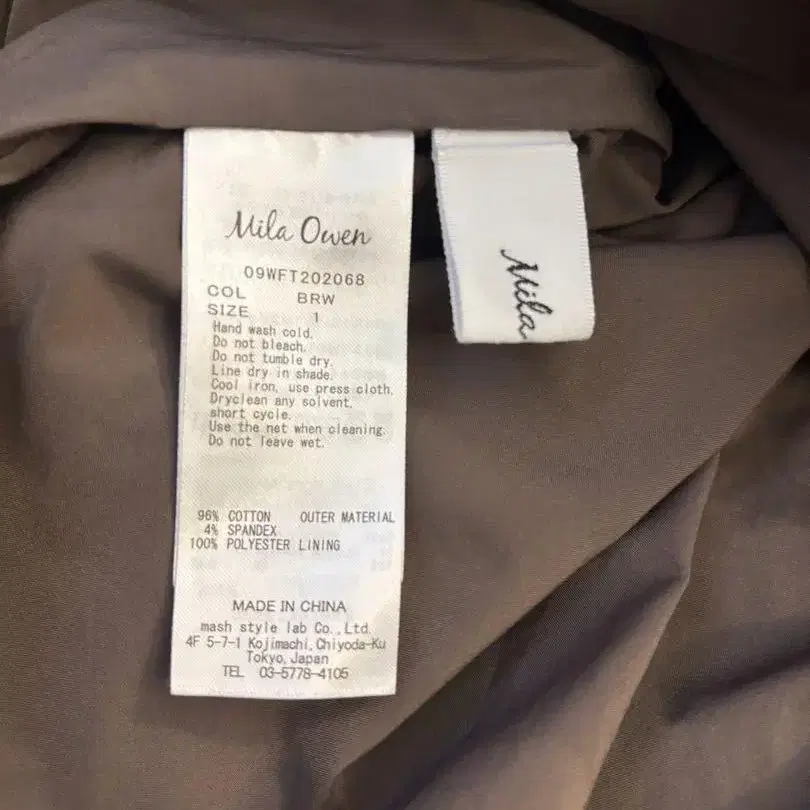 Mila Owen
09WFT202068
COL BRW
SIZE 1
Hand wash cold.
Do not bleach.
Do not tumble dry.
Line dry in shade.
Cool iron, use press cloth.
Dryclean any solvent,
short cycle.
Use the net when cleaning.
Do not leave wet.
96% COTTON OUTER MATERIAL
4% SPANDEX
100% POLYESTER LINING
MADE IN CHINA
mash style lab Co.,Ltd.
4F 5-7-1 Kojimachi,Chiyoda-Ku
Tokyo,Japan
TEL 03-5778-4105
Mila